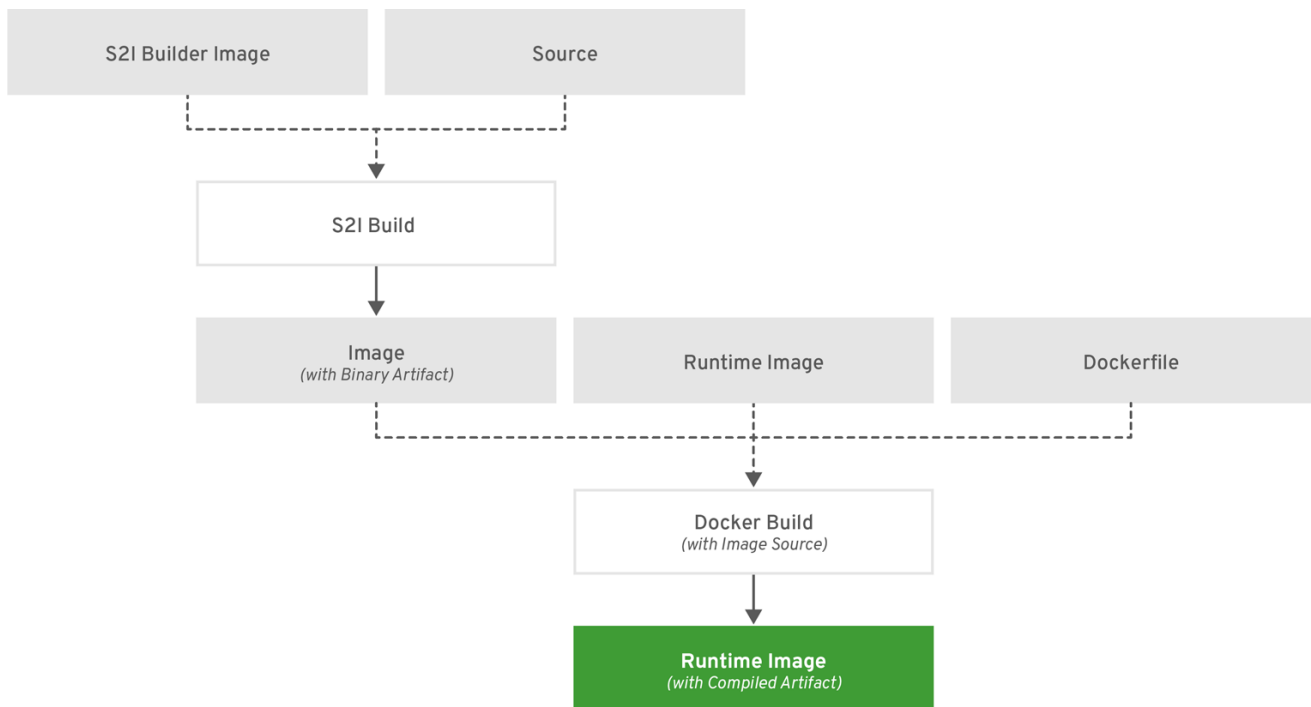 S2I Builder Image
Source
S2I Build
Image
(with Binary Artifact)
Runtime Image
Dockerfile
Docker Build
(with Image Source)
Runtime Image
(with Compiled Artifact)